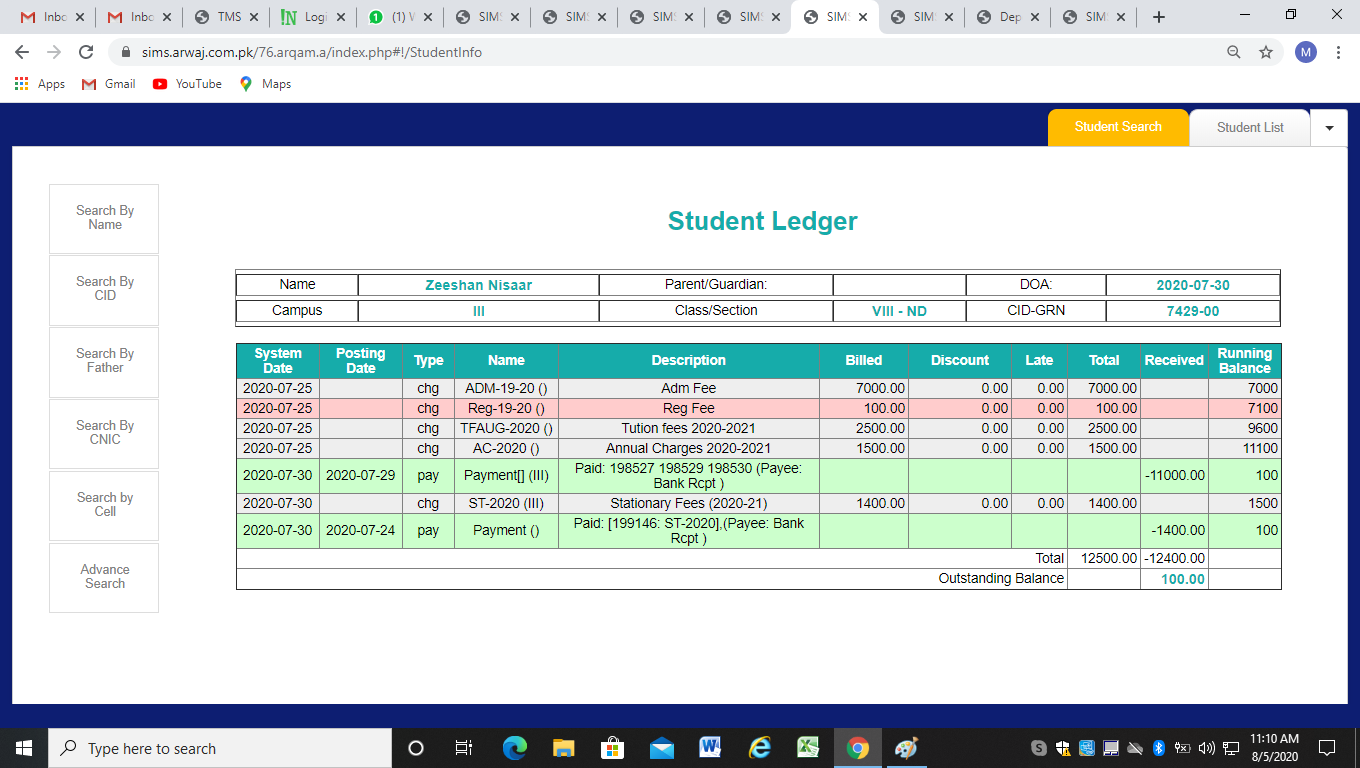 Inbo
Inbo
TMS
Logi
(1) W
SIMS
SIMS
SIMS
SIMS
SIMS
SIMS
Dep
SIMS
sims.arwaj.com.pk/76.arqam.a/index.php#!/StudentInfo
M
Apps Gmail YouTube Maps
Student Search Student List
Search By
Name
Search By
CID
Search By
Father
Search By
CNIC
Search by
Cell
Advance
Search
Student Ledger
Name Zeeshan Nisaar Parent/Guardian: DOA: 2020-07-30
Campus III Class/Section VIII - ND CID-GRN 7429-00
System Date Posting Date Type Name Description Billed Discount Late Total Received Running Balance
2020-07-25 chg ADM-19-20 () Adm Fee 7000.00 0.00 0.00 7000.00 7000
2020-07-25 chg Reg-19-20 () Reg Fee 100.00 0.00 0.00 100.00 7100
2020-07-25 chg TFAUG-2020 () Tution fees 2020-2021 2500.00 0.00 0.00 2500.00 9600
2020-07-25 chg AC-2020 () Annual Charges 2020-2021 1500.00 0.00 0.00 1500.00 11100
2020-07-30 2020-07-29 pay Payment[] (III) Paid: 198527 198529 198530 (Payee: Bank Rcpt ) -11000.00 100
2020-07-30 chg ST-2020 (III) Stationary Fees (2020-21) 1400.00 0.00 0.00 1400.00 1500
2020-07-30 2020-07-24 pay Payment () Paid: [199146: ST-2020],(Payee: Bank Rcpt ) -1400.00 100
Total 12500.00 -12400.00
Outstanding Balance 100.00
Type here to search
11:10 AM
8/5/2020